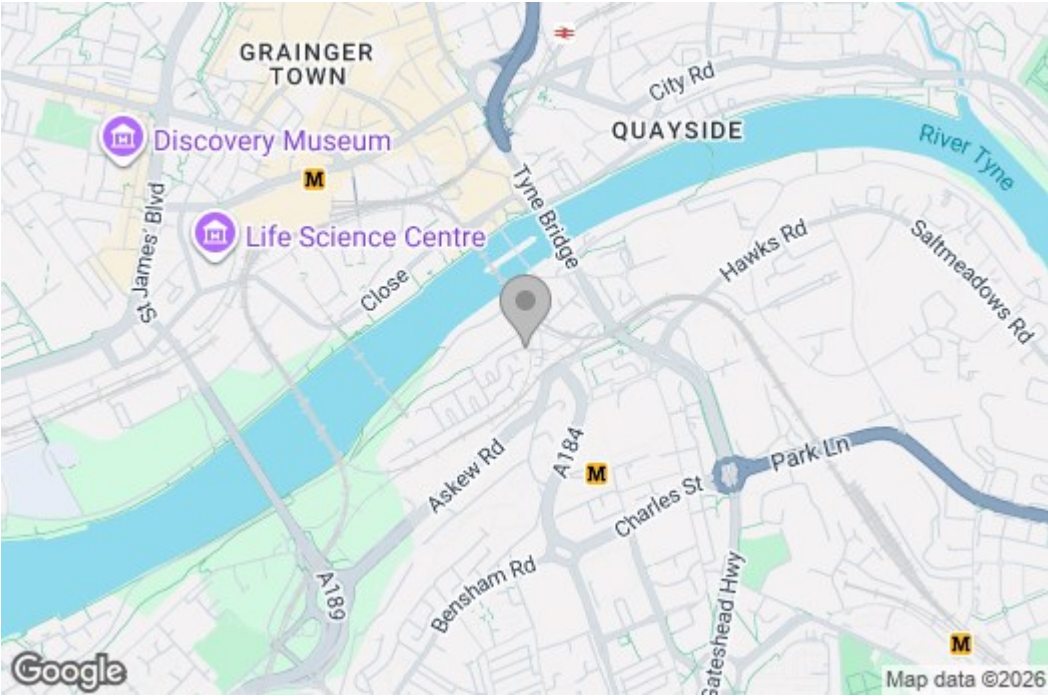 GRAINGER
TOWN
City Rd
QUAYSIDE
Discovery Museum
River Tyne
M
Tyne Bridge
St James' Blvd
Life Science Centre
Hawks Rd
Saltmeadows Rd
Close
Askew Rd
A184
Park Ln
M
Charles St
Bensham Rd
A189
Gateshead Hwy
M
Google
Map data ©2026